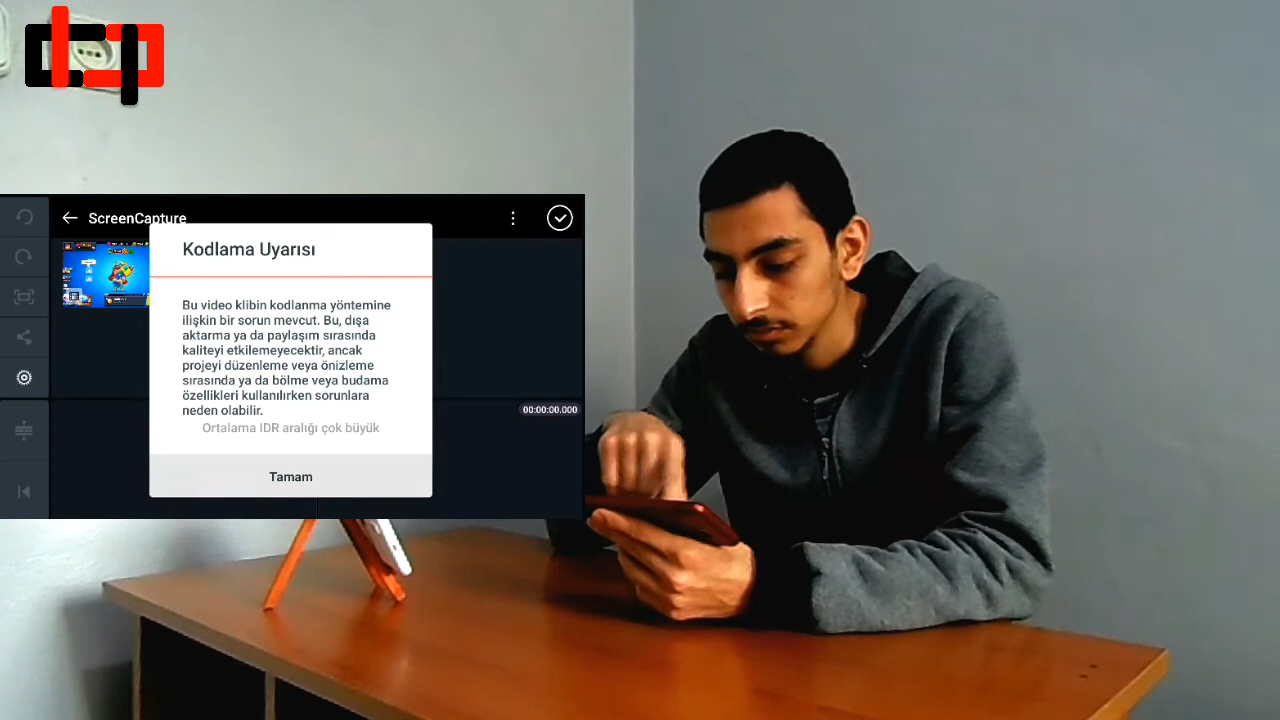 ScreenCapture
Kodlama Uyarısı
Bu video klibin kodlanma yöntemine
ilişkin bir sorun mevcut. Bu, dışa
aktarma ya da paylaşım sırasında
kaliteyi etkilemeyecektir, ancak
projeyi düzenleme veya önizleme
sırasında ya da bölme veya budama
özellikleri kullanılırken sorunlara
neden olabilir.
Ortalama IDR aralığı çok büyük
00:00:00.000
Tamam